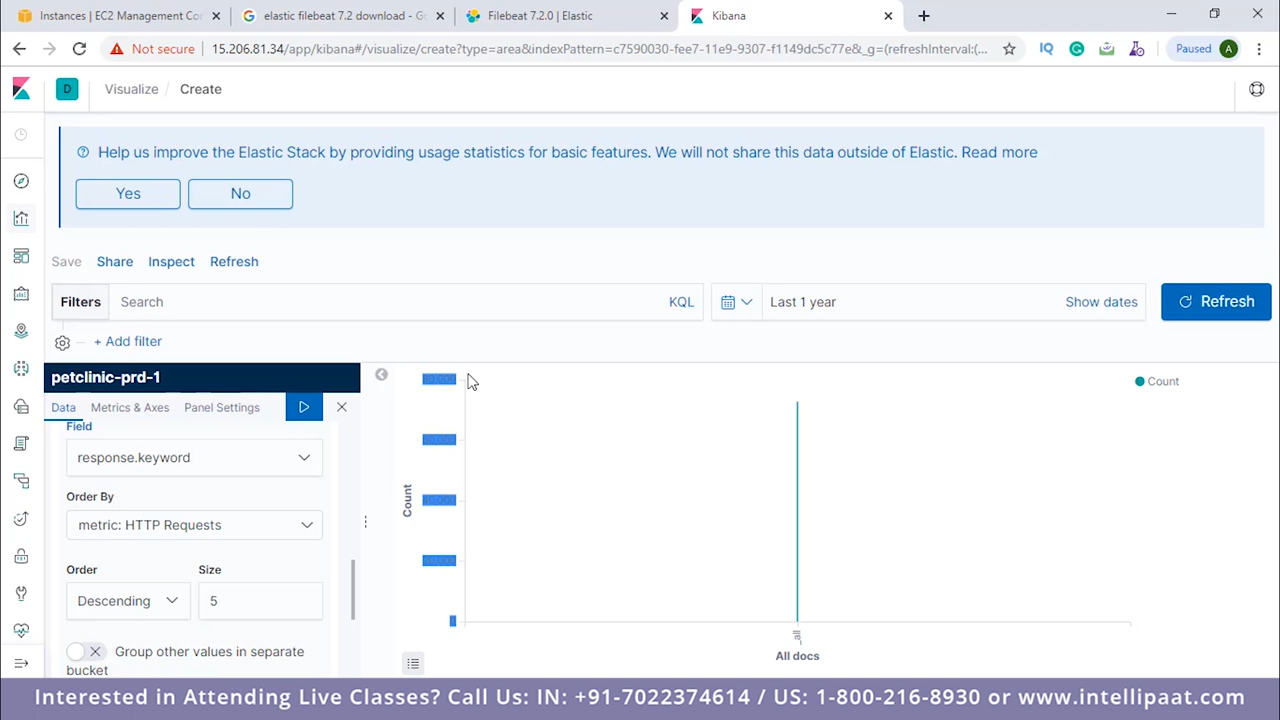 Instances | EC2 Management Con
elastic filebeat 7.2 download - Go
Filebeat 7.2.0 | Elastic
Kibana
Not secure
15.206.81.34/app/kibana#/visualize/create?type=area&indexPattern=c7590030-fee7-11e9-9307-f1149dc5c77e&_g=(refreshInterval:(...
IQ
Paused
A
D
Visualize / Create
Help us improve the Elastic Stack by providing usage statistics for basic features. We will not share this data outside of Elastic. Read more
Yes
No
Save
Share
Inspect
Refresh
Filters
Search
KQL
Last 1 year
Show dates
Refresh
+ Add filter
petclinic-prd-1
Data
Metrics & Axes
Panel Settings
Field
response.keyword
Order By
metric: HTTP Requests
Order
Size
Descending
5
Group other values in separate
bucket
Count
Count
_all
All docs
Interested in Attending Live Classes? Call Us: IN: +91-7022374614 / US: 1-800-216-8930 or www.intellipaat.com